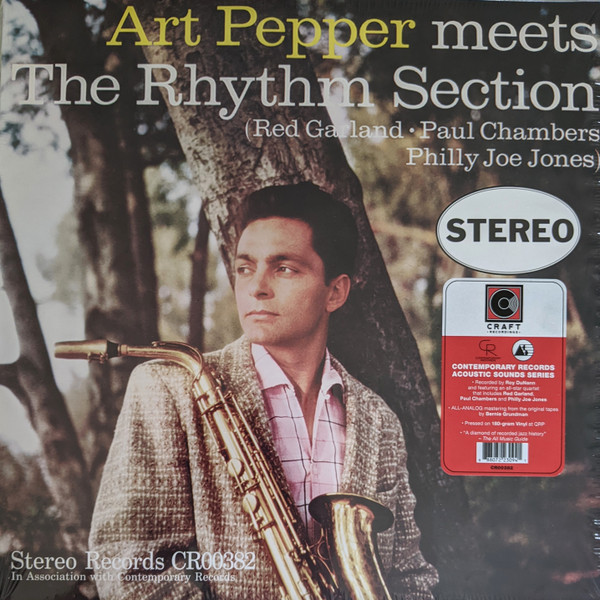 Art Pepper meets
The Rhythm Section
(Red Garland • Paul Chambers
Philly Joe Jones)
STEREO
CRAFT
RECORDINGS
CR
CONTEMPORARY RECORDS
ACOUSTIC SOUNDS SERIES
• Recorded by Roy DuNann
and featuring an all-star quartet
that includes Red Garland,
Paul Chambers and Philly Joe Jones
• ALL-ANALOG mastering from the original tapes
by Bernie Grundman
• Pressed on 180-gram Vinyl at QRP
• "A diamond of recorded jazz history"
– The All Music Guide
CR00382
Stereo Records CR00382
In Association with Contemporary Records